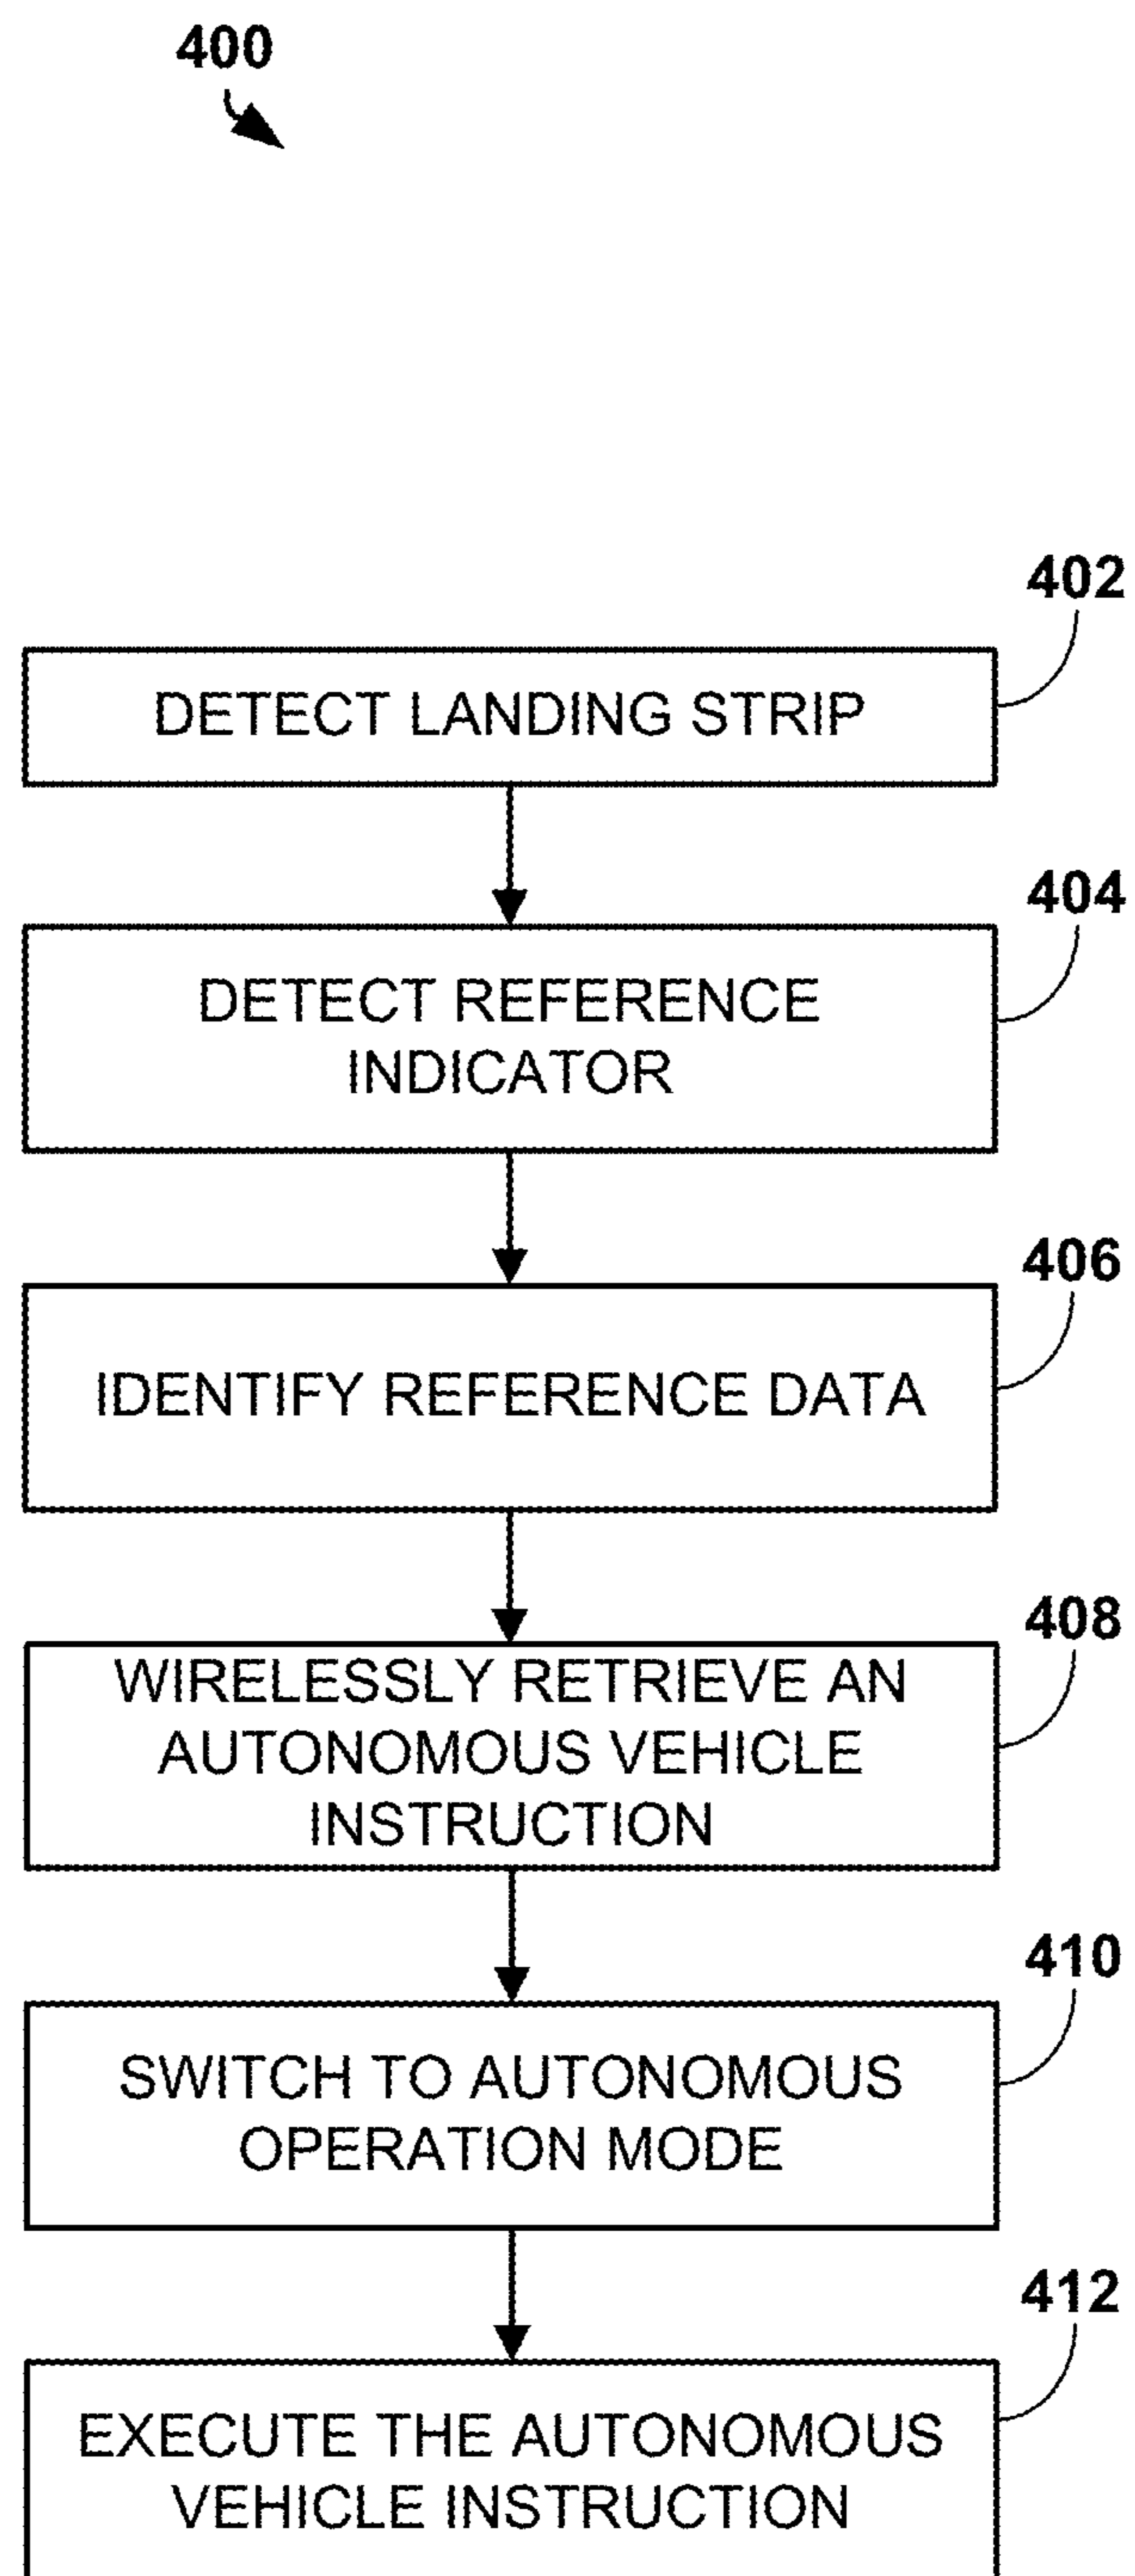 400
402
DETECT LANDING STRIP
404
DETECT REFERENCE
INDICATOR
406
IDENTIFY REFERENCE DATA
408
WIRELESSLY RETRIEVE AN
AUTONOMOUS VEHICLE
INSTRUCTION
410
SWITCH TO AUTONOMOUS
OPERATION MODE
412
EXECUTE THE AUTONOMOUS
VEHICLE INSTRUCTION